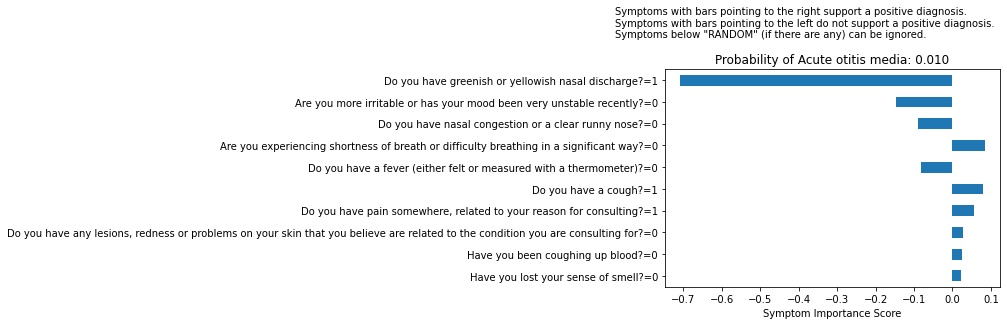 Symptoms with bars pointing to the right support a positive diagnosis.
Symptoms with bars pointing to the left do not support a positive diagnosis.
Symptoms below "RANDOM" (if there are any) can be ignored.
Probability of Acute otitis media: 0.010
Do you have greenish or yellowish nasal discharge?=1
Are you more irritable or has your mood been very unstable recently?=0
Do you have nasal congestion or a clear runny nose?=0
Are you experiencing shortness of breath or difficulty breathing in a significant way?=0
Do you have a fever (either felt or measured with a thermometer)?=0
Do you have a cough?=1
Do you have pain somewhere, related to your reason for consulting?=1
Do you have any lesions, redness or problems on your skin that you believe are related to the condition you are consulting for?=0
Have you been coughing up blood?=0
Have you lost your sense of smell?=0
−0.7 −0.6 −0.5 −0.4 −0.3 −0.2 −0.1 0.0 0.1
Symptom Importance Score